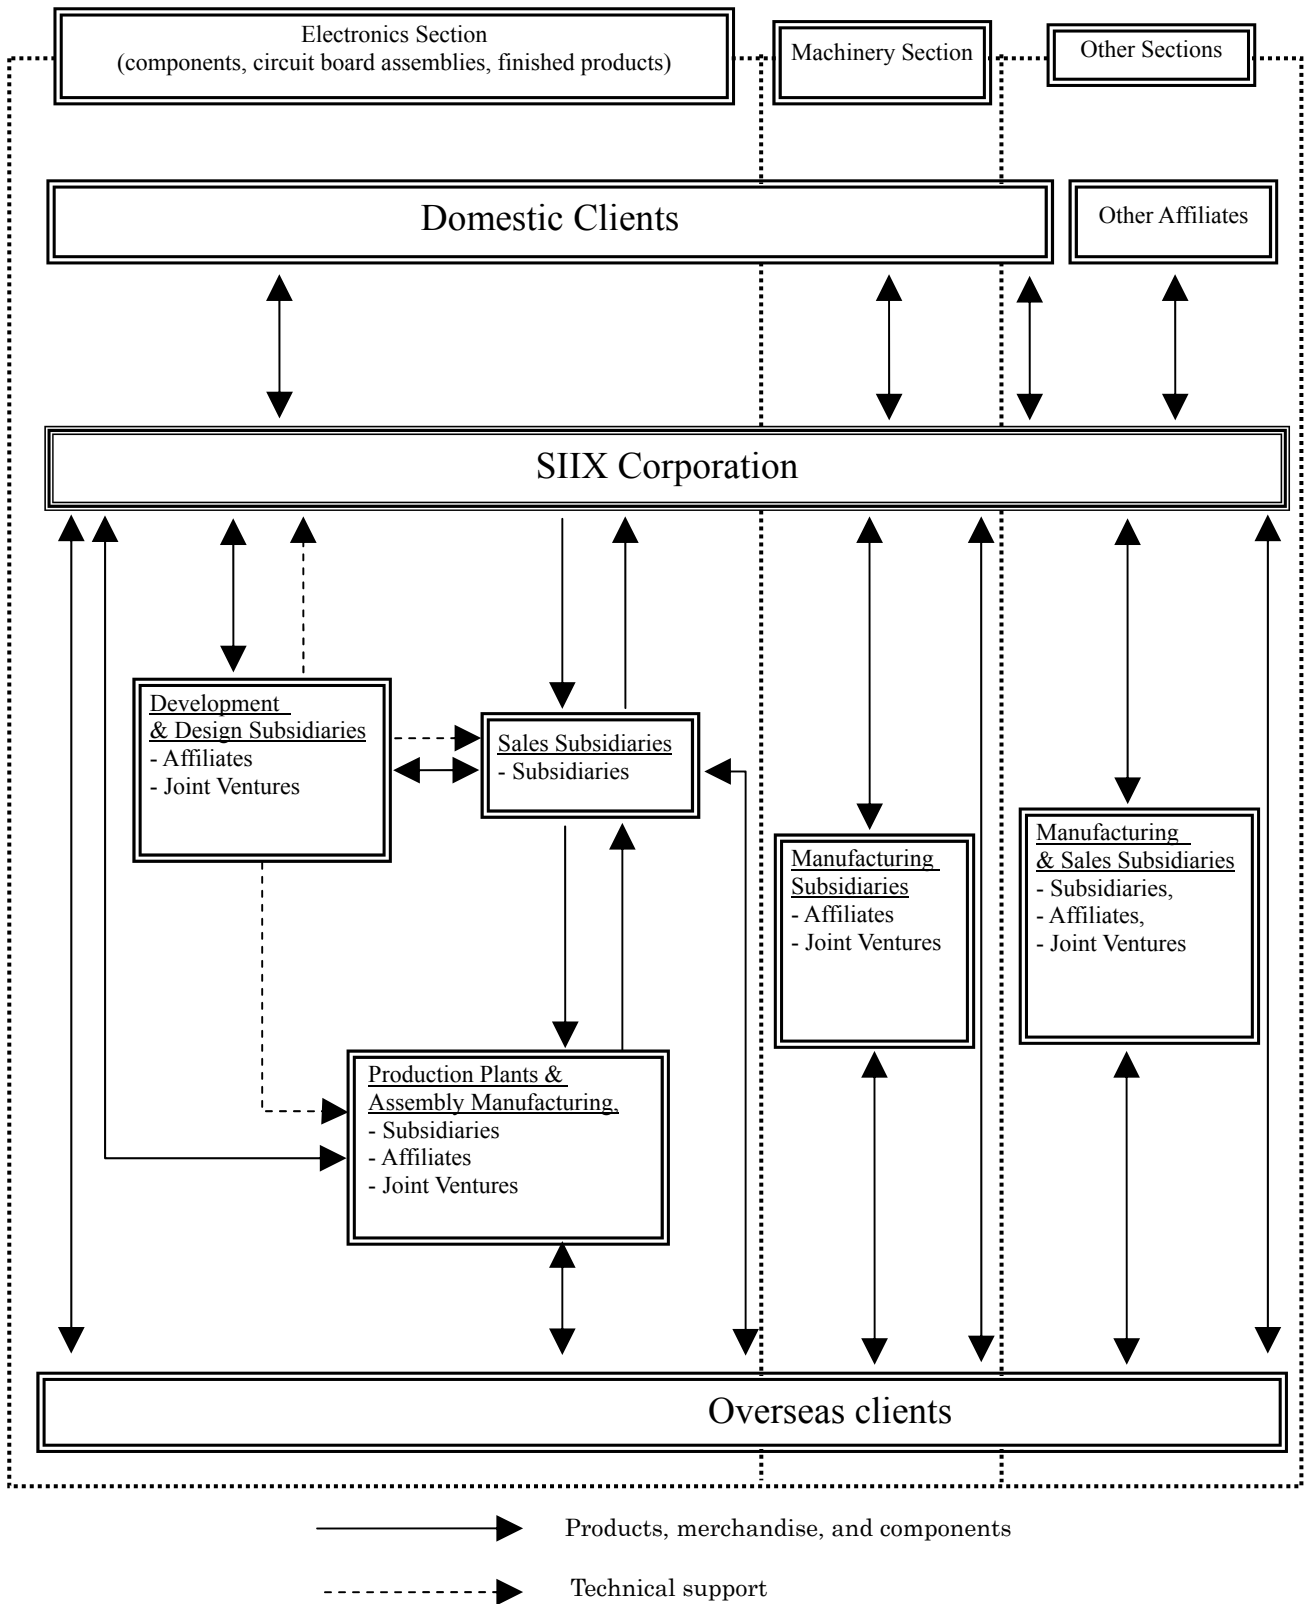 Electronics Section
(components, circuit board assemblies, finished products)
Machinery Section
Other Sections
Domestic Clients
Other Affiliates
SIIX Corporation
Development
& Design Subsidiaries
- Affiliates
- Joint Ventures
Sales Subsidiaries
- Subsidiaries
Manufacturing
Subsidiaries
- Affiliates
- Joint Ventures
Manufacturing
& Sales Subsidiaries
- Subsidiaries,
- Affiliates,
- Joint Ventures
Production Plants &
Assembly Manufacturing,
- Subsidiaries
- Affiliates
- Joint Ventures
Overseas clients
Products, merchandise, and components
Technical support